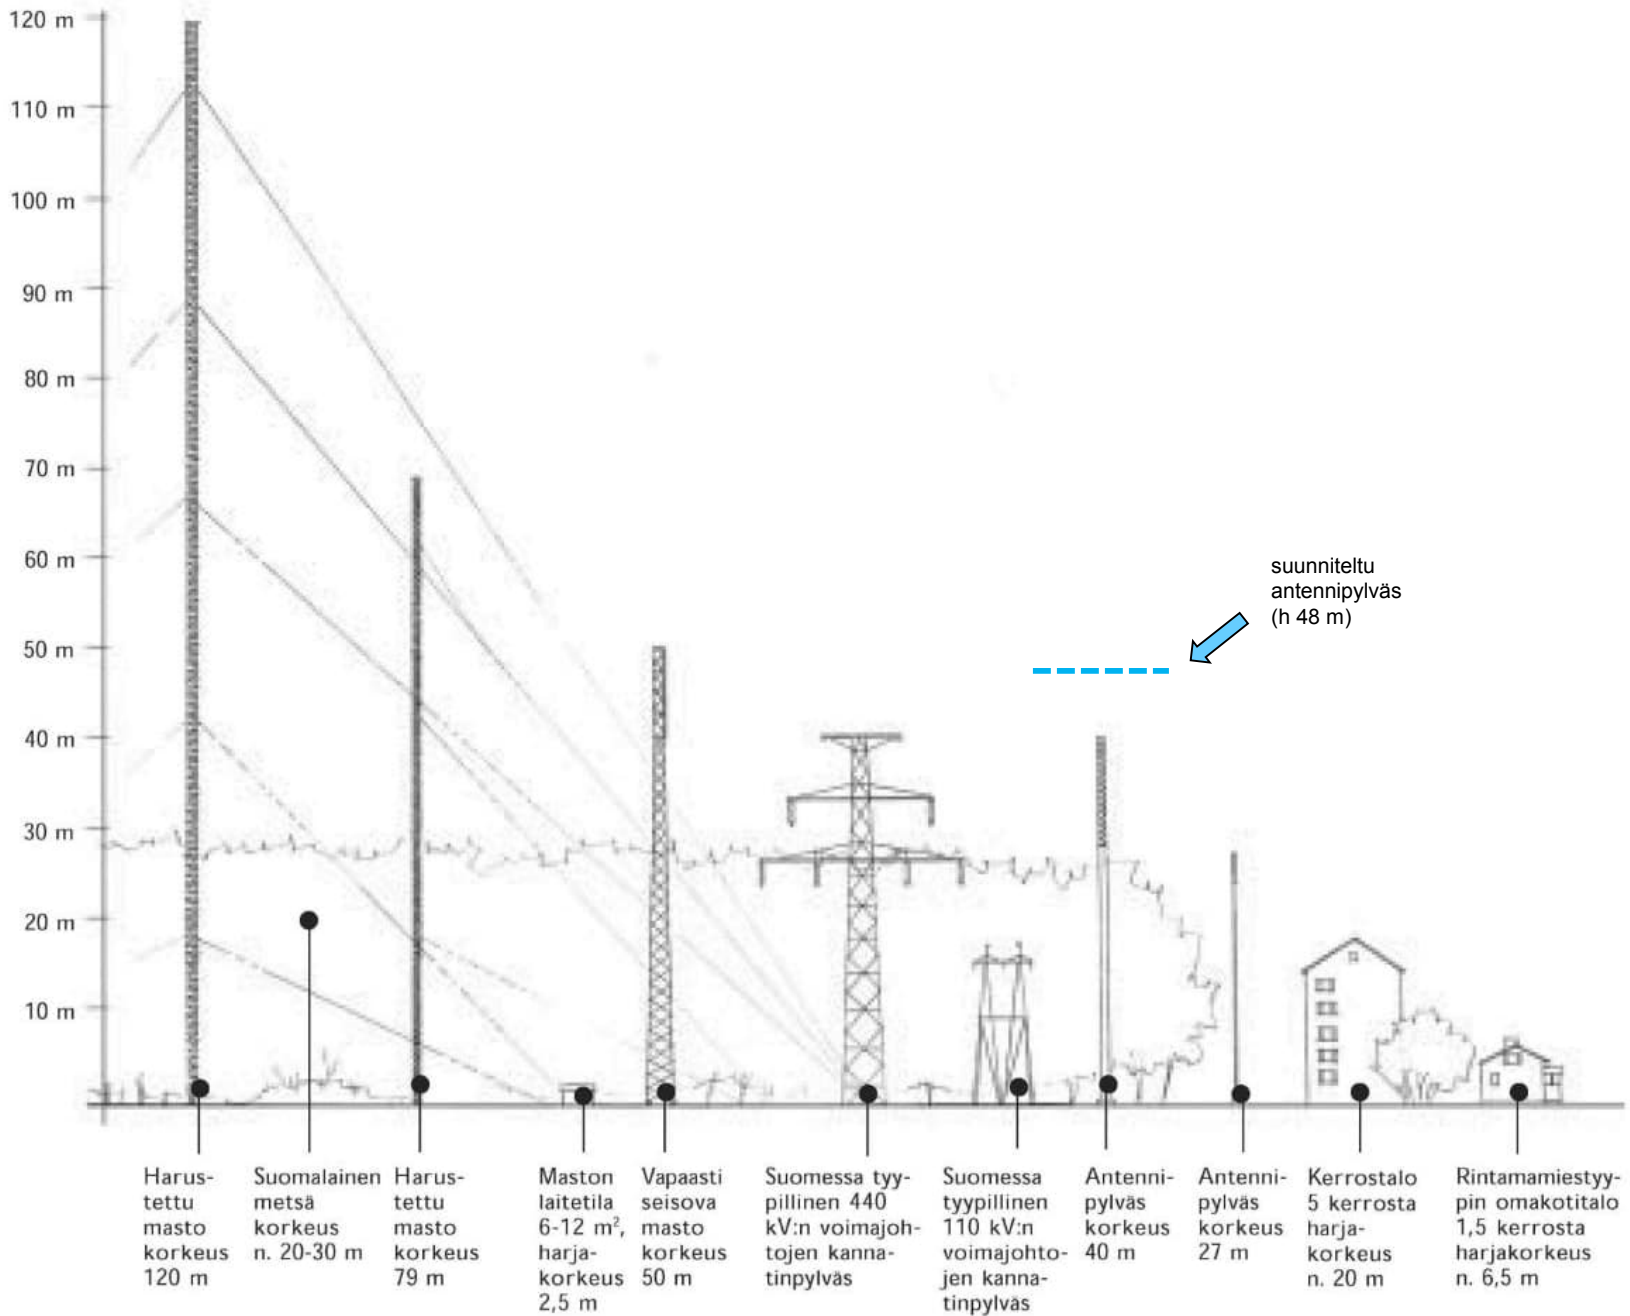 120 m
110 m
100 m
90 m
80 m
70 m
60 m
50 m
40 m
30 m
20 m
10 m
suunniteltu
antennipylväs
(h 48 m)
Harus-
tettu
masto
korkeus
120 m
Suomalainen
metsä
korkeus
n. 20-30 m
Harus-
tettu
masto
korkeus
79 m
Maston
laitetila
6-12 m²,
harja-
korkeus
2,5 m
Vapaasti
seisova
masto
korkeus
50 m
Suomessa tyy-
pillinen 440
kV:n voimajoh-
tojen kanna-
tinpylväs
Suomessa
tyypillinen
110 kV:n
voimajohto-
jen kanna-
tinpylväs
Antenni-
pylväs
korkeus
40 m
Antenni-
pylväs
korkeus
27 m
Kerrostalo
5 kerrosta
harja-
korkeus
n. 20 m
Rintamamiestyy-
pin omakotitalo
1,5 kerrosta
harjakorkeus
n. 6,5 m